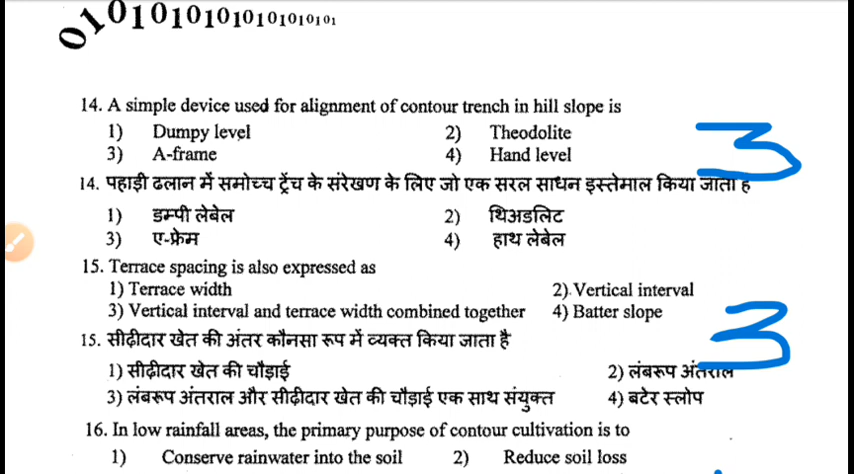 01010101010101010101
14. A simple device used for alignment of contour trench in hill slope is
1) Dumpy level 2) Theodolite
3) A-frame 4) Hand level
3
14. पहाड़ी ढलान में समोच्च ट्रेंच के संरेखण के लिए जो एक सरल साधन इस्तेमाल किया जाता है
1) डम्पी लेबेल 2) थिअडलिट
3) ए-फ्रेम 4) हाथ लेबेल
15. Terrace spacing is also expressed as
1) Terrace width 2) Vertical interval
3) Vertical interval and terrace width combined together 4) Batter slope
3
15. सीढ़ीदार खेत की अंतर कौनसा रूप में व्यक्त किया जाता है
1) सीढ़ीदार खेत की चौड़ाई 2) लंबरूप अंतराल
3) लंबरूप अंतराल और सीढ़ीदार खेत की चौड़ाई एक साथ संयुक्त 4) बटेर स्लोप
16. In low rainfall areas, the primary purpose of contour cultivation is to
1) Conserve rainwater into the soil 2) Reduce soil loss